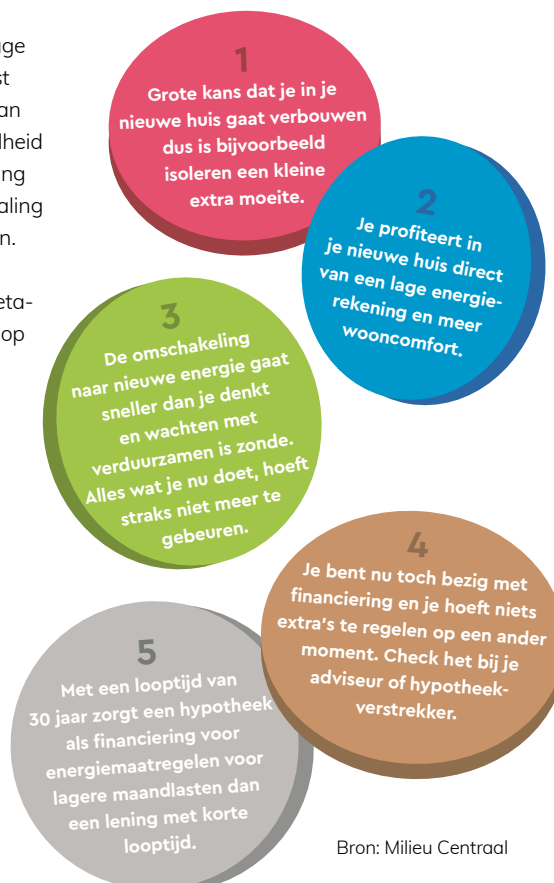 1
Grote kans dat je in je
nieuwe huis gaat verbouwen
dus is bijvoorbeeld
isoleren een kleine
extra moeite.
2
Je profiteert in
je nieuwe huis direct
van een lage energie-
rekening en meer
wooncomfort.
3
De omschakeling
naar nieuwe energie gaat
sneller dan je denkt
en wachten met
verduurzamen is zonde.
Alles wat je nu doet, hoeft
straks niet meer te
gebeuren.
4
Je bent nu toch bezig met
financiering en je hoeft niets
extra's te regelen op een ander
moment. Check het bij je
adviseur of hypotheek-
verstrekker.
5
Met een looptijd van
30 jaar zorgt een hypotheek
als financiering voor
energiemaatregelen voor
lagere maandlasten dan
een lening met korte
looptijd.
Bron: Milieu Centraal